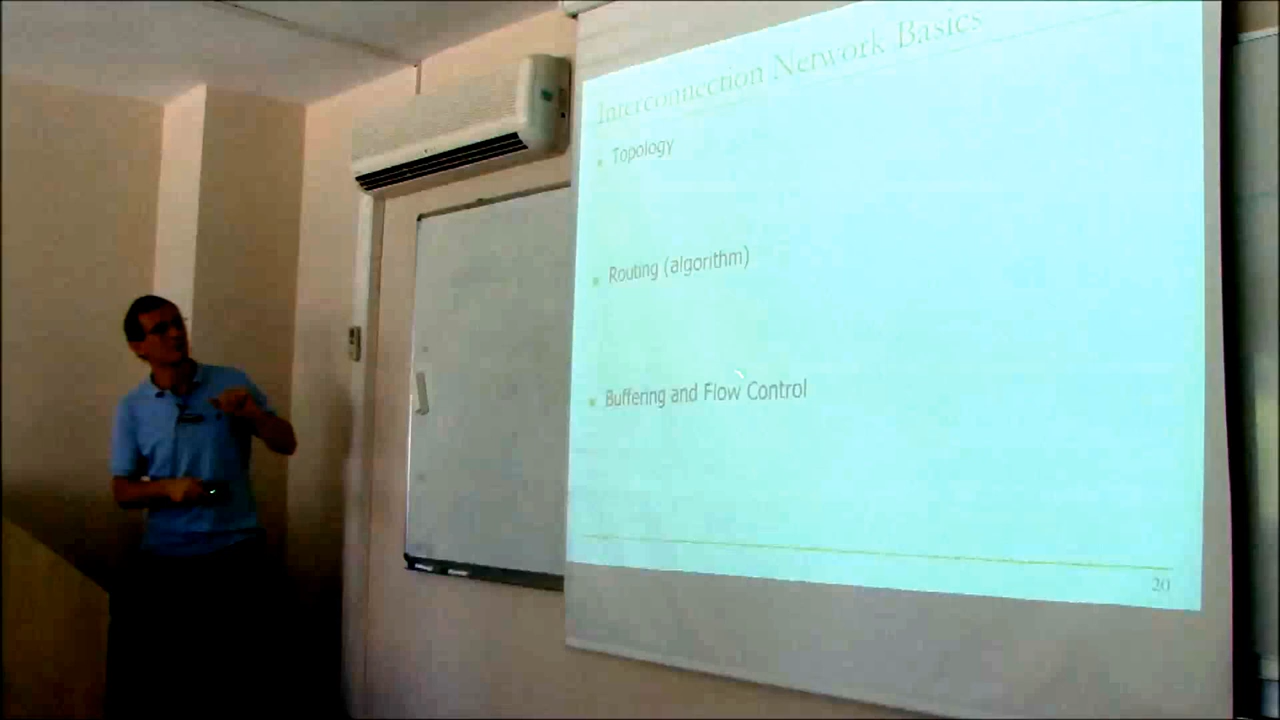 Interconnection Network Basics
Topology
Routing (algorithm)
Buffering and Flow Control
20